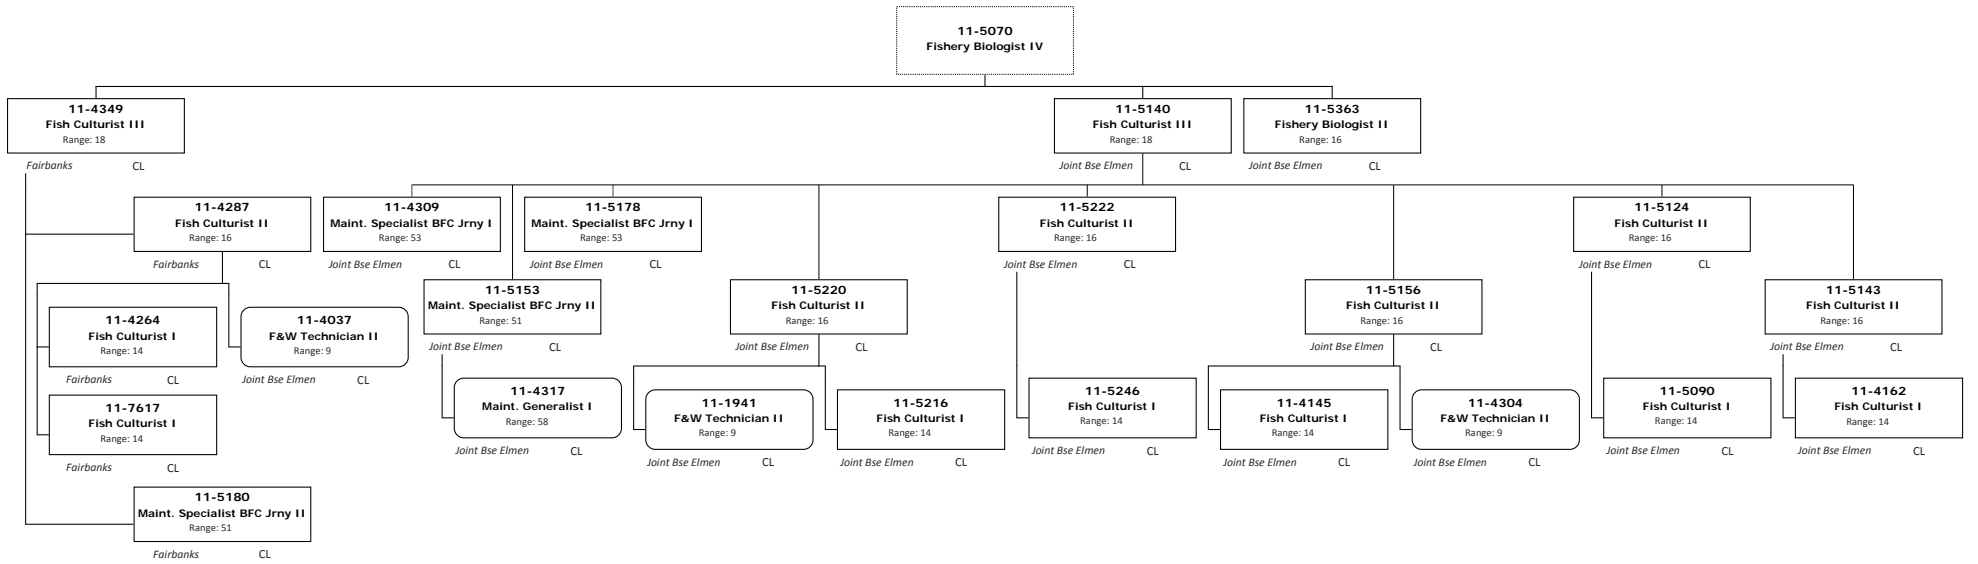 11-5070
Fishery Biologist IV
11-4349
Fish Culturist III
Range: 18
Fairbanks CL
11-5140
Fish Culturist III
Range: 18
Joint Bse Elmen CL
11-5363
Fishery Biologist II
Range: 16
Joint Bse Elmen CL
11-4287
Fish Culturist II
Range: 16
Fairbanks CL
11-4309
Maint. Specialist BFC Jrny I
Range: 53
Joint Bse Elmen CL
11-5178
Maint. Specialist BFC Jrny I
Range: 53
Joint Bse Elmen CL
11-5222
Fish Culturist II
Range: 16
Joint Bse Elmen CL
11-5124
Fish Culturist II
Range: 16
Joint Bse Elmen CL
11-5153
Maint. Specialist BFC Jrny II
Range: 51
Joint Bse Elmen CL
11-5220
Fish Culturist II
Range: 16
Joint Bse Elmen CL
11-5156
Fish Culturist II
Range: 16
Joint Bse Elmen CL
11-5143
Fish Culturist II
Range: 16
Joint Bse Elmen CL
11-4264
Fish Culturist I
Range: 14
Fairbanks CL
11-4037
F&W Technician II
Range: 9
Joint Bse Elmen CL
11-4317
Maint. Generalist I
Range: 58
Joint Bse Elmen CL
11-1941
F&W Technician II
Range: 9
Joint Bse Elmen CL
11-5216
Fish Culturist I
Range: 14
Joint Bse Elmen CL
11-5246
Fish Culturist I
Range: 14
Joint Bse Elmen CL
11-4145
Fish Culturist I
Range: 14
Joint Bse Elmen CL
11-4304
F&W Technician II
Range: 9
Joint Bse Elmen CL
11-5090
Fish Culturist I
Range: 14
Joint Bse Elmen CL
11-4162
Fish Culturist I
Range: 14
Joint Bse Elmen CL
11-7617
Fish Culturist I
Range: 14
Fairbanks CL
11-5180
Maint. Specialist BFC Jrny II
Range: 51
Fairbanks CL